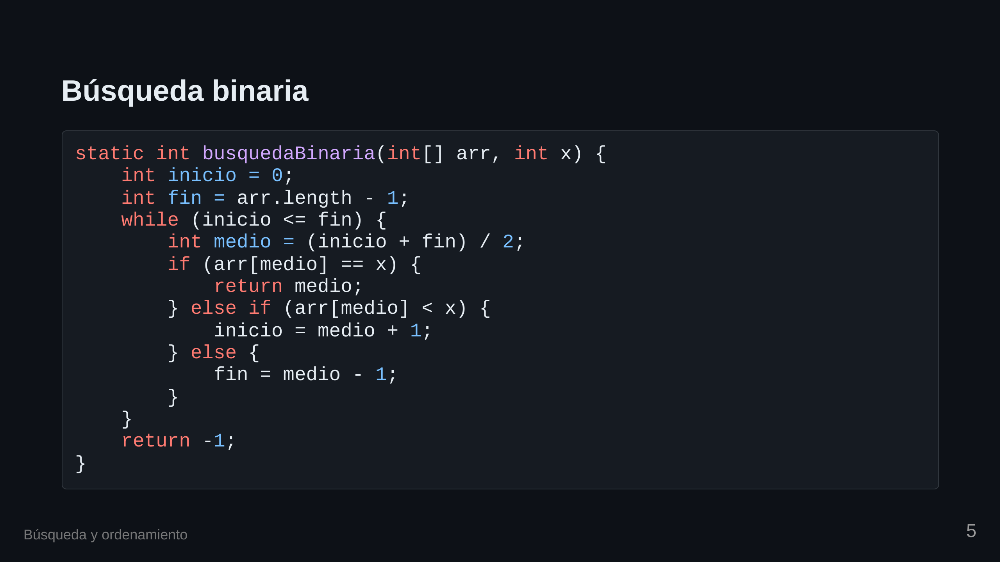 Búsqueda binaria
static int busquedaBinaria(int[] arr, int x) {
    int inicio = 0;
    int fin = arr.length - 1;
    while (inicio <= fin) {
        int medio = (inicio + fin) / 2;
        if (arr[medio] == x) {
            return medio;
        } else if (arr[medio] < x) {
            inicio = medio + 1;
        } else {
            fin = medio - 1;
        }
    }
    return -1;
}
Búsqueda y ordenamiento
5